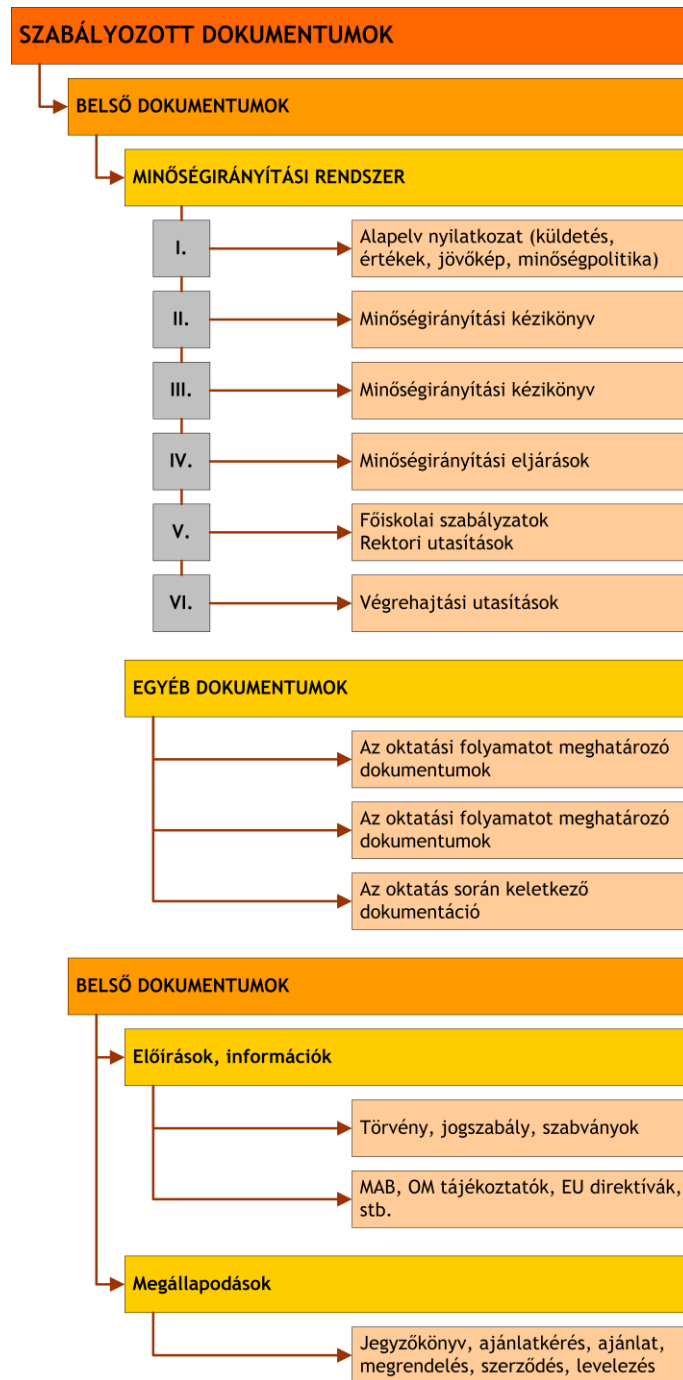 SZABÁLYOZOTT DOKUMENTUMOK
BELSŐ DOKUMENTUMOK
MINŐSÉGIRÁNYÍTÁSI RENDSZER
I.
Alapelv nyilatkozat (küldetés,
értékek, jövőkép, minőségpolitika)
II.
Minőségirányítási kézikönyv
III.
Minőségirányítási kézikönyv
IV.
Minőségirányítási eljárások
V.
Főiskolai szabályzatok
Rektori utasítások
VI.
Végrehajtási utasítások
EGYÉB DOKUMENTUMOK
Az oktatási folyamatot meghatározó
dokumentumok
Az oktatási folyamatot meghatározó
dokumentumok
Az oktatás során keletkező
dokumentáció
BELSŐ DOKUMENTUMOK
Előírások, információk
Törvény, jogszabály, szabványok
MAB, OM tájékoztatók, EU direktívák,
stb.
Megállapodások
Jegyzőkönyv, ajánlatkérés, ajánlat,
megrendelés, szerződés, levelezés